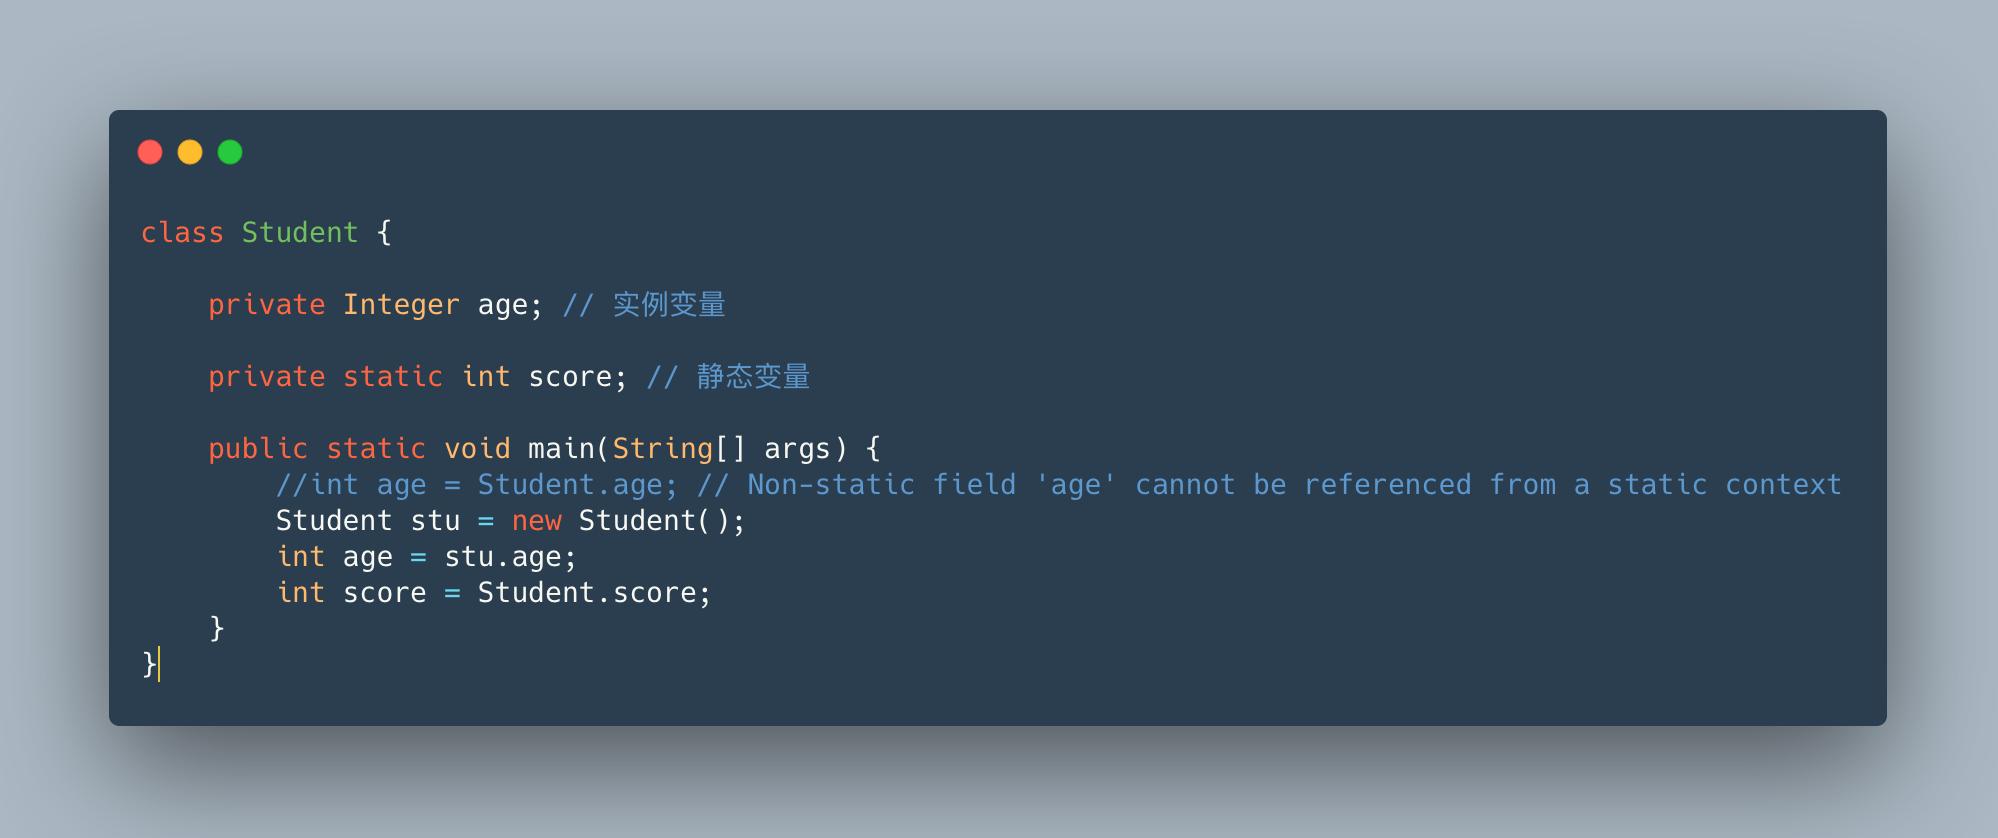 class Student {
    private Integer age; // 实例变量
    private static int score; // 静态变量
    public static void main(String[] args) {
        //int age = Student.age; // Non-static field 'age' cannot be referenced from a static context
        Student stu = new Student();
        int age = stu.age;
        int score = Student.score;
    }
}